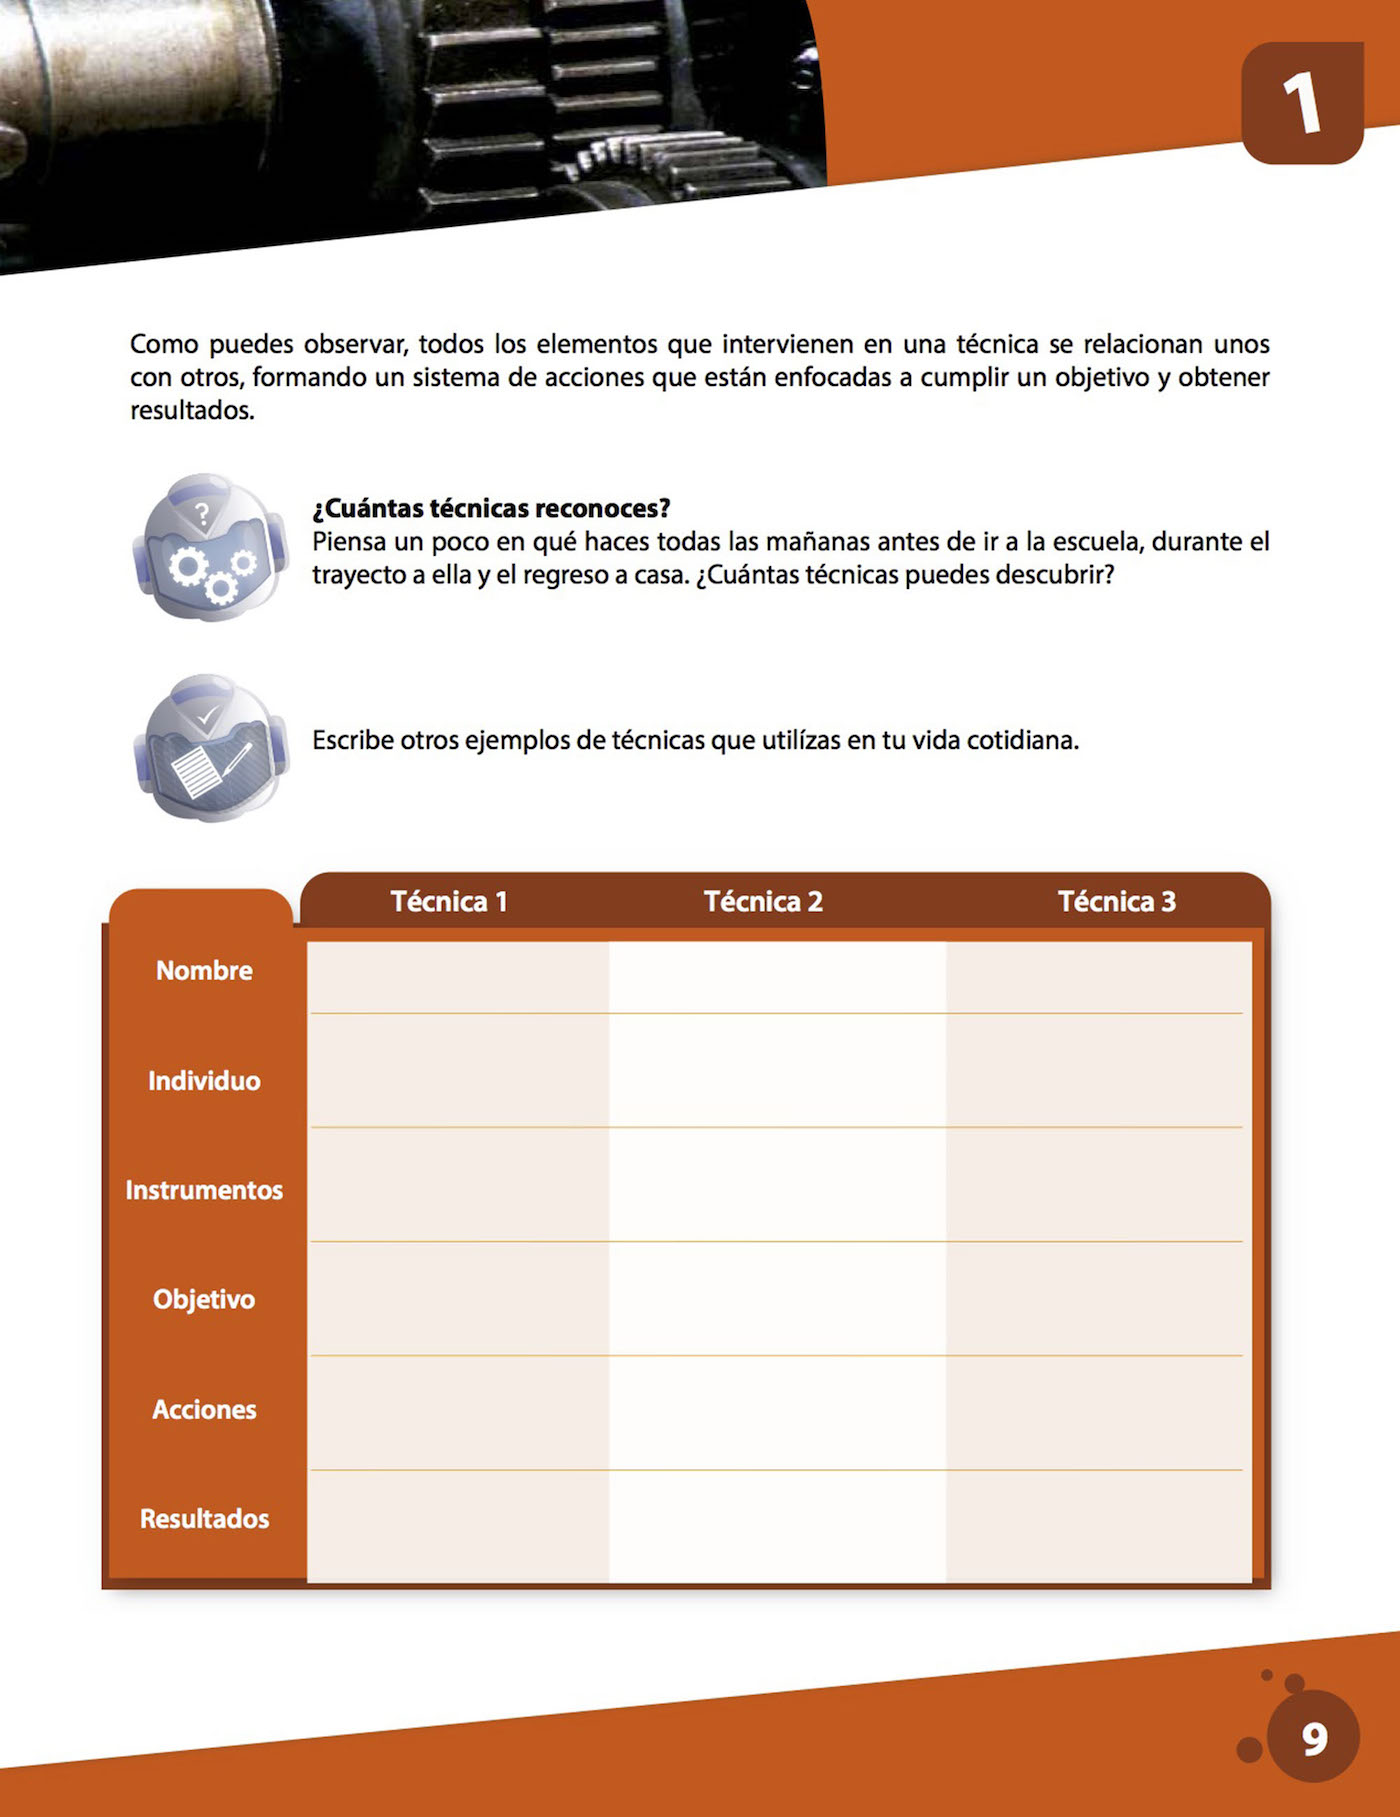 1
Como puedes observar, todos los elementos que intervienen en una técnica se relacionan unos
con otros, formando un sistema de acciones que están enfocadas a cumplir un objetivo y obtener
resultados.
?
¿Cuántas técnicas reconoces?
Piensa un poco en qué haces todas las mañanas antes de ir a la escuela, durante el
trayecto a ella y el regreso a casa. ¿Cuántas técnicas puedes descubrir?
Escribe otros ejemplos de técnicas que utilízas en tu vida cotidiana.
Técnica 1 Técnica 2 Técnica 3
Nombre
Individuo
Instrumentos
Objetivo
Acciones
Resultados
9